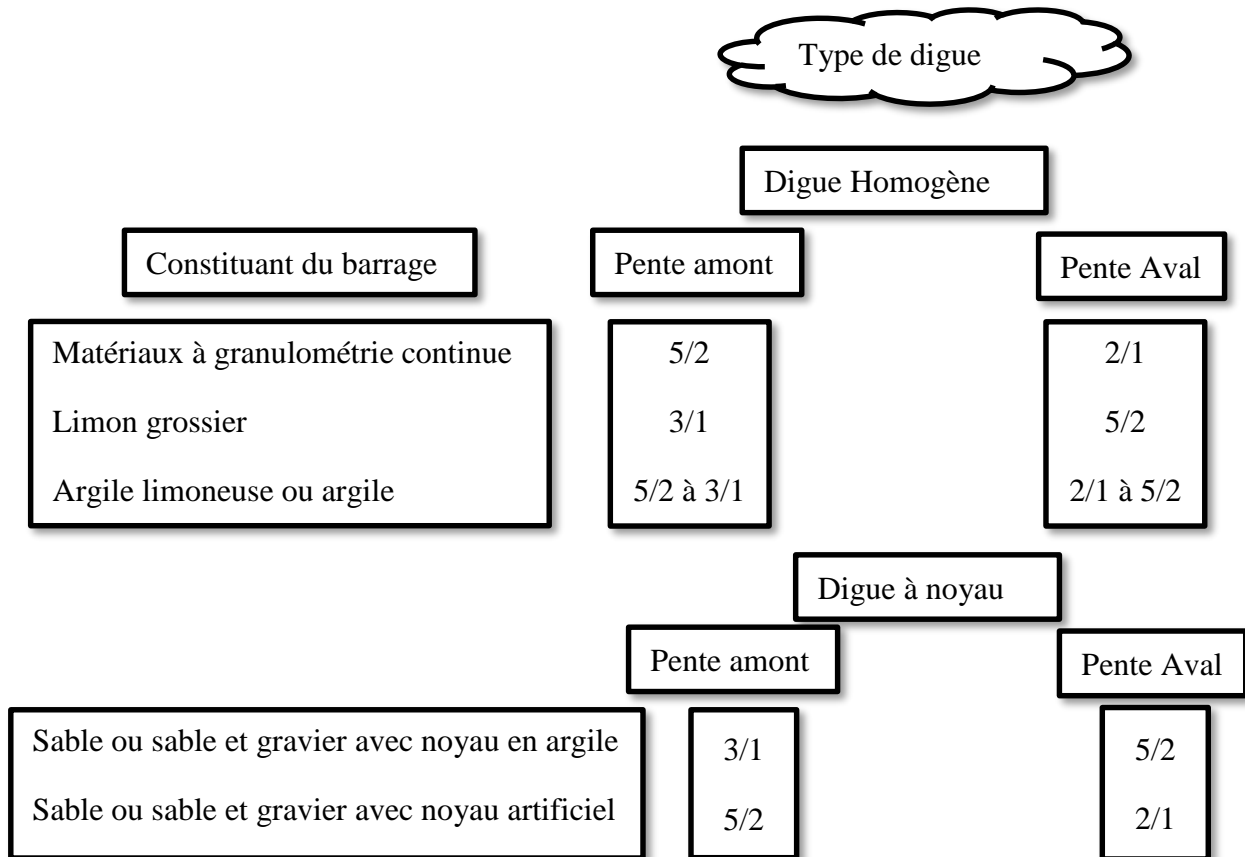 Type de digue
Digue Homogène
Constituant du barrage Pente amont Pente Aval
Matériaux à granulométrie continue 5/2 2/1
Limon grossier 3/1 5/2
Argile limoneuse ou argile 5/2 à 3/1 2/1 à 5/2
Digue à noyau
Pente amont Pente Aval
Sable ou sable et gravier avec noyau en argile 3/1 5/2
Sable ou sable et gravier avec noyau artificiel 5/2 2/1